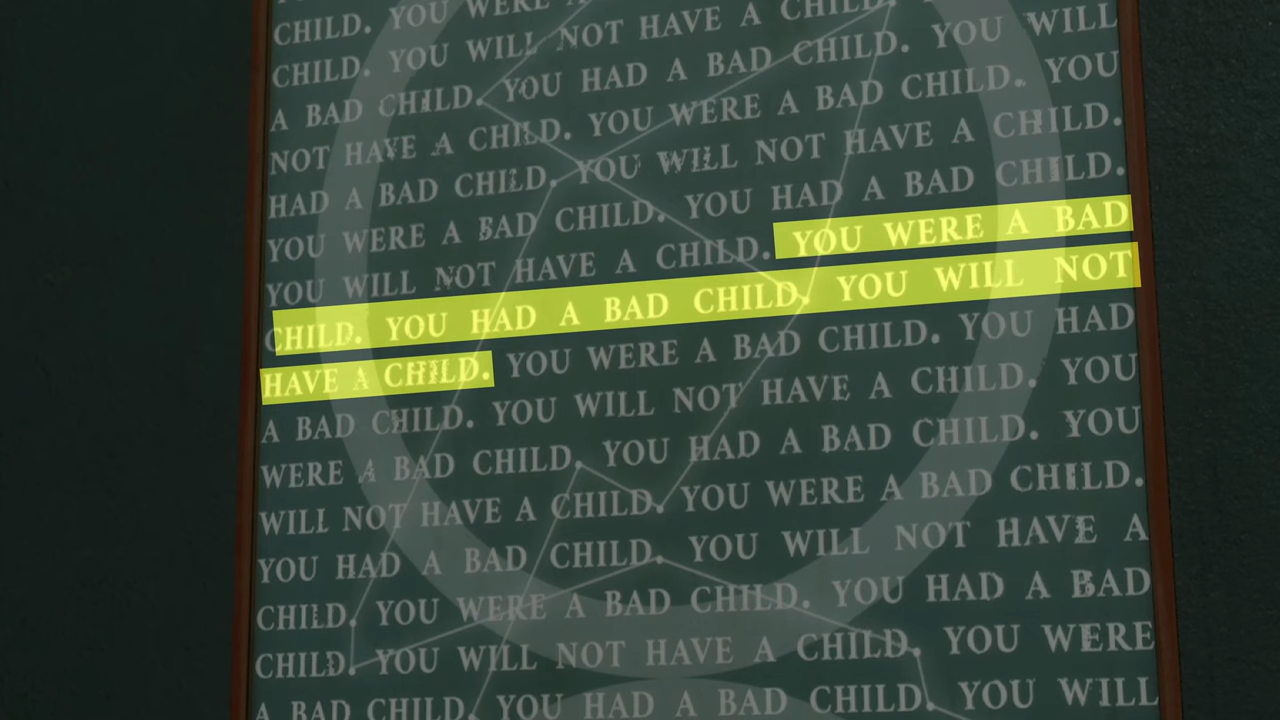 CHILD. YOU WERE A
CHILD. YOU WILL NOT HAVE A CHILD.
A BAD CHILD. YOU HAD A BAD CHILD. YOU WILL
NOT HAVE A CHILD. YOU WERE A BAD CHILD. YOU
HAD A BAD CHILD. YOU WILL NOT HAVE A CHILD.
YOU WERE A BAD CHILD. YOU HAD A BAD CHILD.
YOU WILL NOT HAVE A CHILD. YOU WERE A BAD
CHILD. YOU HAD A BAD CHILD. YOU WILL NOT
HAVE A CHILD. YOU WERE A BAD CHILD. YOU HAD
A BAD CHILD. YOU WILL NOT HAVE A CHILD. YOU
WERE A BAD CHILD. YOU HAD A BAD CHILD. YOU
WILL NOT HAVE A CHILD. YOU WERE A BAD CHILD.
YOU HAD A BAD CHILD. YOU WILL NOT HAVE A
CHILD. YOU WERE A BAD CHILD. YOU HAD A BAD
CHILD. YOU WILL NOT HAVE A CHILD. YOU WERE
A BAD CHILD. YOU HAD A BAD CHILD. YOU WILL